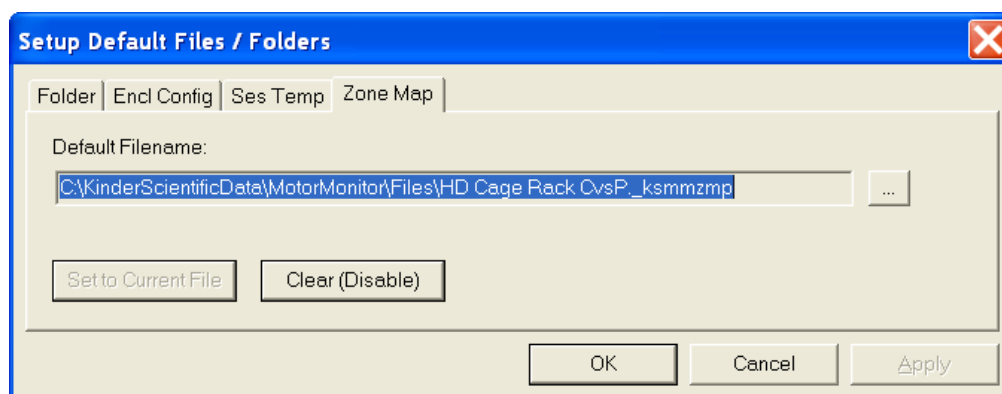 Setup Default Files / Folders
Folder Encl Config Ses Temp Zone Map
Default Filename:
C:\KinderScientificData\MotorMonitor\Files\HD Cage Rack CvsP._ksmmzmp
...
Set to Current File Clear (Disable)
OK Cancel Apply